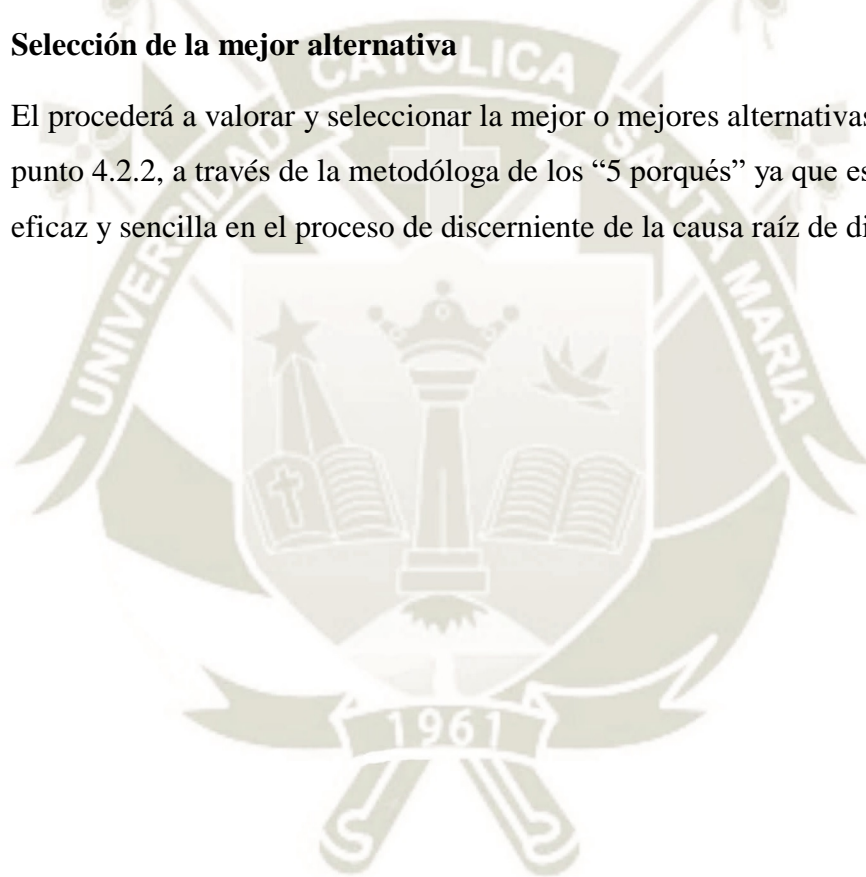 Selección de la mejor alternativa
El procederá a valorar y seleccionar la mejor o mejores alternativas
punto 4.2.2, a través de la metodóloga de los “5 porqués” ya que es
eficaz y sencilla en el proceso de discerniente de la causa raíz de di
UNIVERSIDAD CATOLICA SANTA MARIA
1961